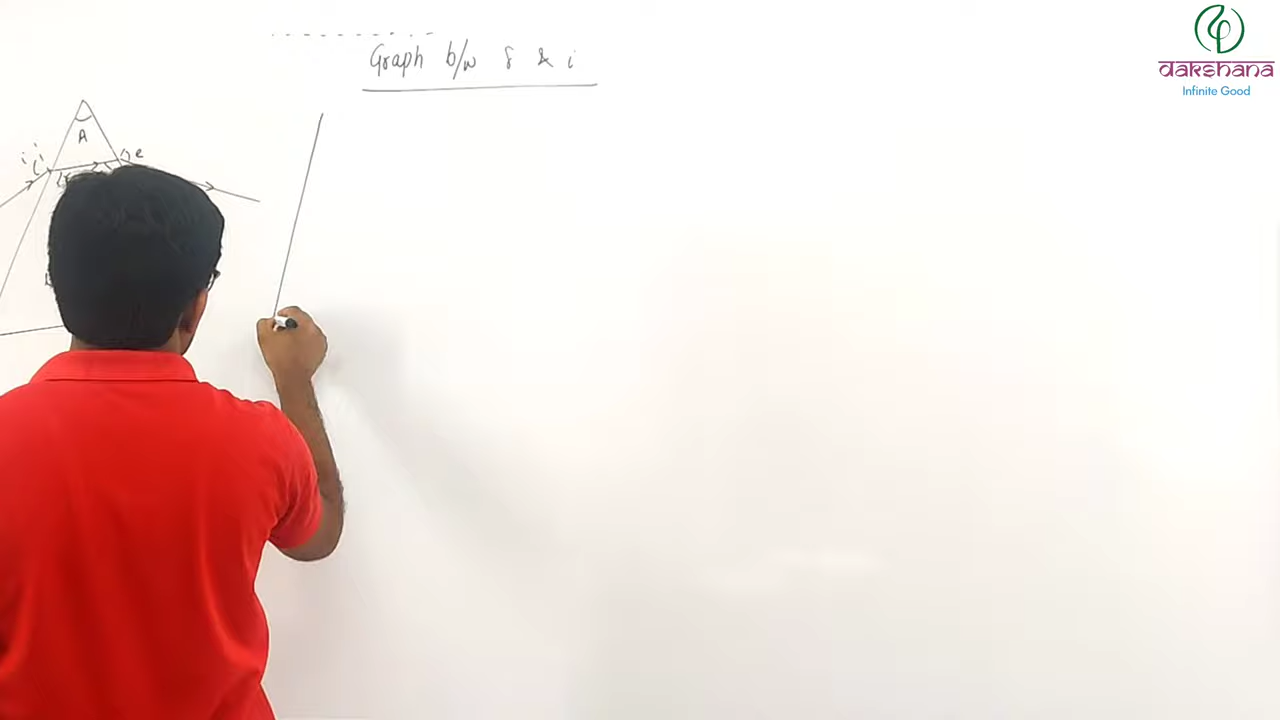 Graph b/w δ & i
dakshana
Infinite Good
A
i i
e